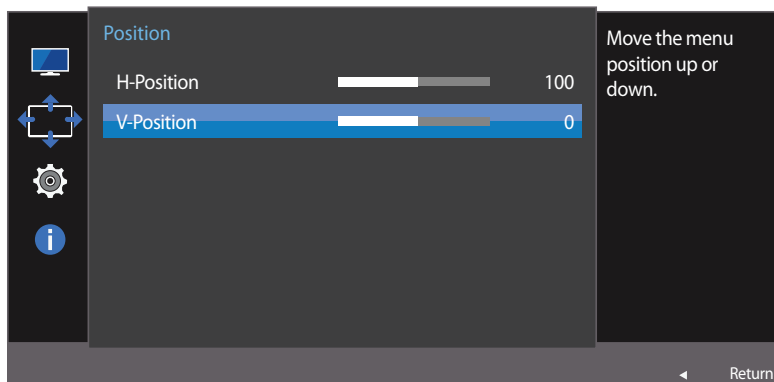 Position
H-Position 100
V-Position 0
Move the menu
position up or
down.
Return